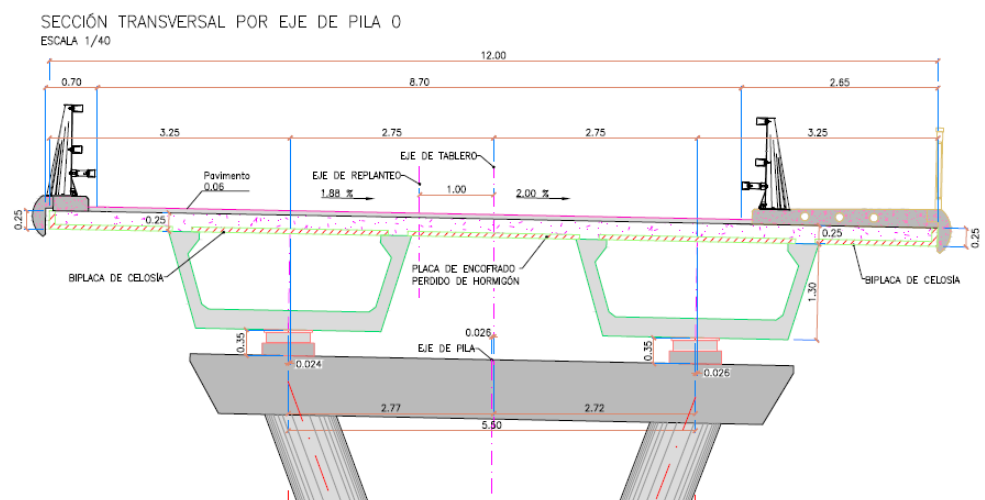 SECCIÓN TRANSVERSAL POR EJE DE PILA 0
ESCALA 1/40
12.00
0.70
8.70
2.65
3.25
2.75
2.75
3.25
EJE DE TABLERO
Pavimento
0.06
EJE DE REPLANTEO
1.88 %
1.00
2.00 %
0.25
0.25
0.25
0.25
BIPLACA DE CELOSÍA
PLACA DE ENCOFRADO
PERDIDO DE HORMIGÓN
BIPLACA DE CELOSÍA
1.30
0.35
0.026
EJE DE PILA
0.35
0.024
0.026
2.77
2.72
5.50